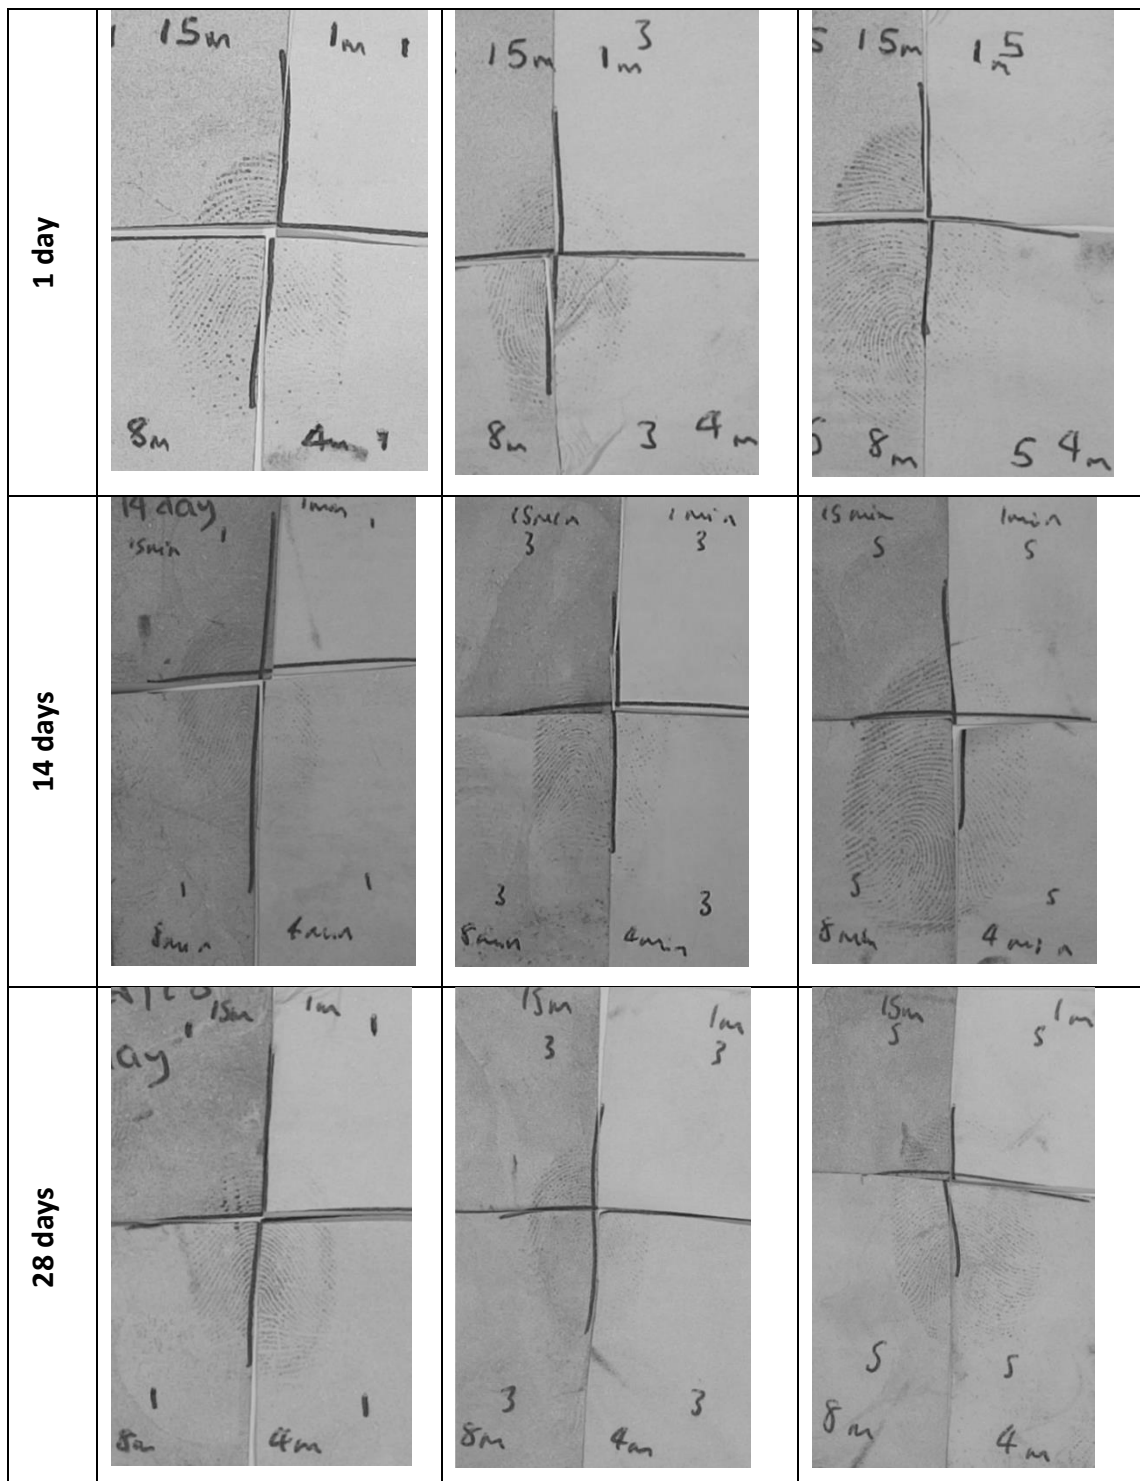 1 day
15m 1m 1
8m 4m 1
15m 1m 3
8m 3 4m
5 15m 1m 5
5 8m 5 4m
14 days
14 day 1 1min 1
15min
1 1
8min 4min
15min 1min
3 3
3 3
8min 4min
15min 1min
5 5
5 5
8min 4min
28 days
1 15m 1m 1
ay
1 1
8m 4m
15m 1m
3 3
3 3
8m 4m
15m 1m
5 5
5 5
8m 4m